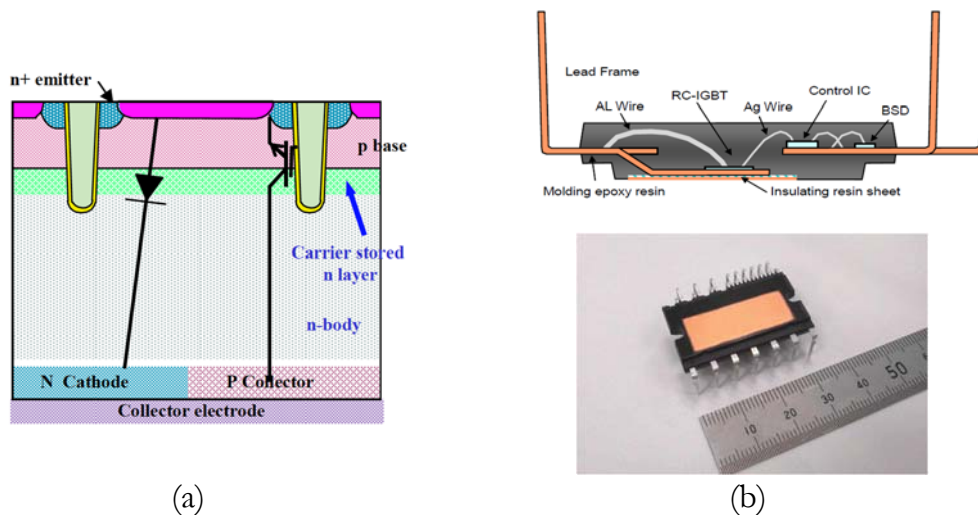 n+ emitter
p base
Carrier stored
n layer
n-body
N Cathode
P Collector
Collector electrode
(a)
Lead Frame
AL Wire
RC-IGBT
Ag Wire
Control IC
BSD
Molding epoxy resin
Insulating resin sheet
10
20
30
40
50
(b)